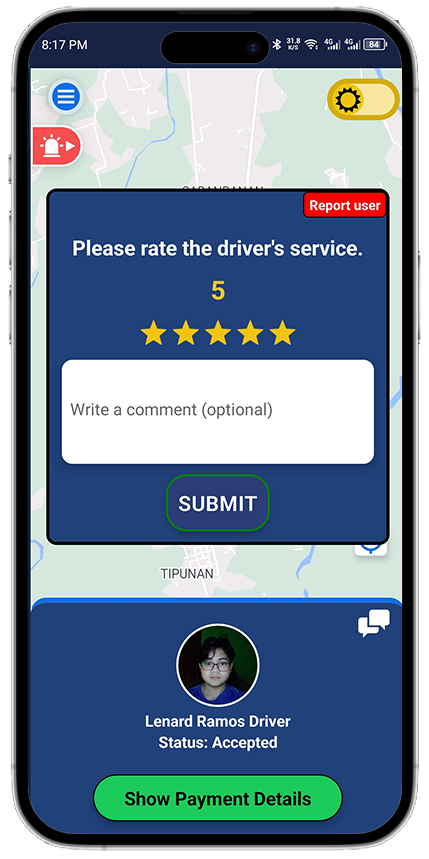 8:17 PM
31.8
K/S
4G
4G
84
Report user
Please rate the driver's service.
5
Write a comment (optional)
SUBMIT
TIPUNAN
Lenard Ramos Driver
Status: Accepted
Show Payment Details